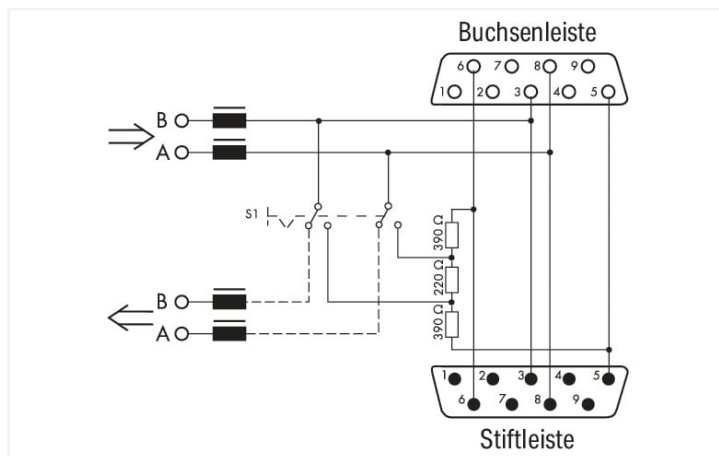 Buchsenleiste
6 7 8 9
1 2 3 4 5
B
A
S1
390 Ω
220 Ω
390 Ω
B
A
1 2 3 4 5
6 7 8 9
Stiftleiste